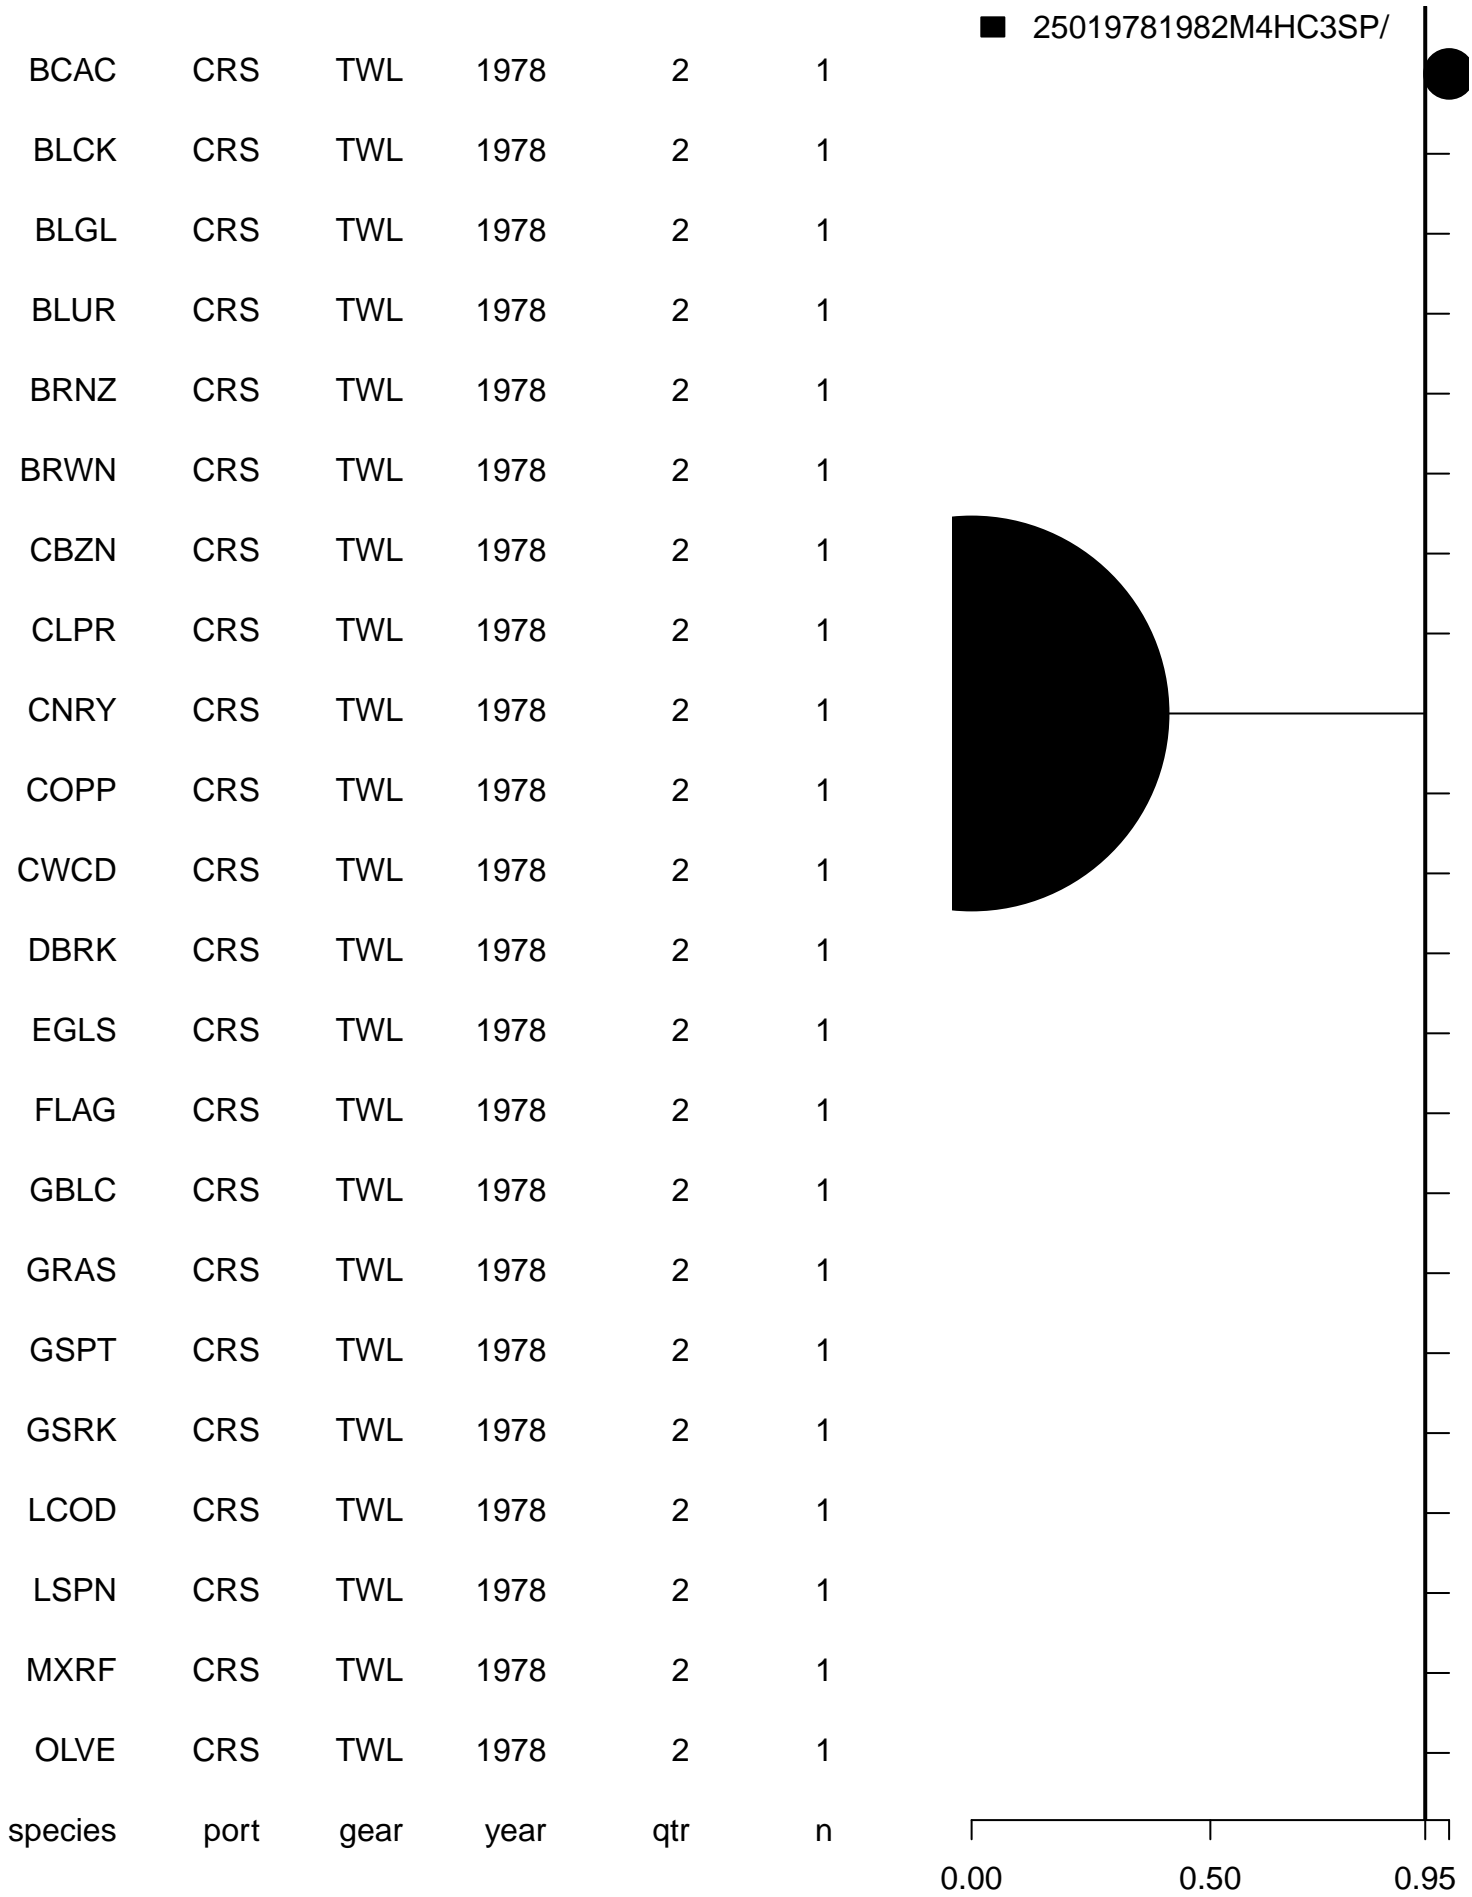 25019781982M4HC3SP/
BCAC CRS TWL 1978 2 1
BLCK CRS TWL 1978 2 1
BLGL CRS TWL 1978 2 1
BLUR CRS TWL 1978 2 1
BRNZ CRS TWL 1978 2 1
BRWN CRS TWL 1978 2 1
CBZN CRS TWL 1978 2 1
CLPR CRS TWL 1978 2 1
CNRY CRS TWL 1978 2 1
COPP CRS TWL 1978 2 1
CWCD CRS TWL 1978 2 1
DBRK CRS TWL 1978 2 1
EGLS CRS TWL 1978 2 1
FLAG CRS TWL 1978 2 1
GBLC CRS TWL 1978 2 1
GRAS CRS TWL 1978 2 1
GSPT CRS TWL 1978 2 1
GSRK CRS TWL 1978 2 1
LCOD CRS TWL 1978 2 1
LSPN CRS TWL 1978 2 1
MXRF CRS TWL 1978 2 1
OLVE CRS TWL 1978 2 1
species port gear year qtr n
0.00 0.50 0.95